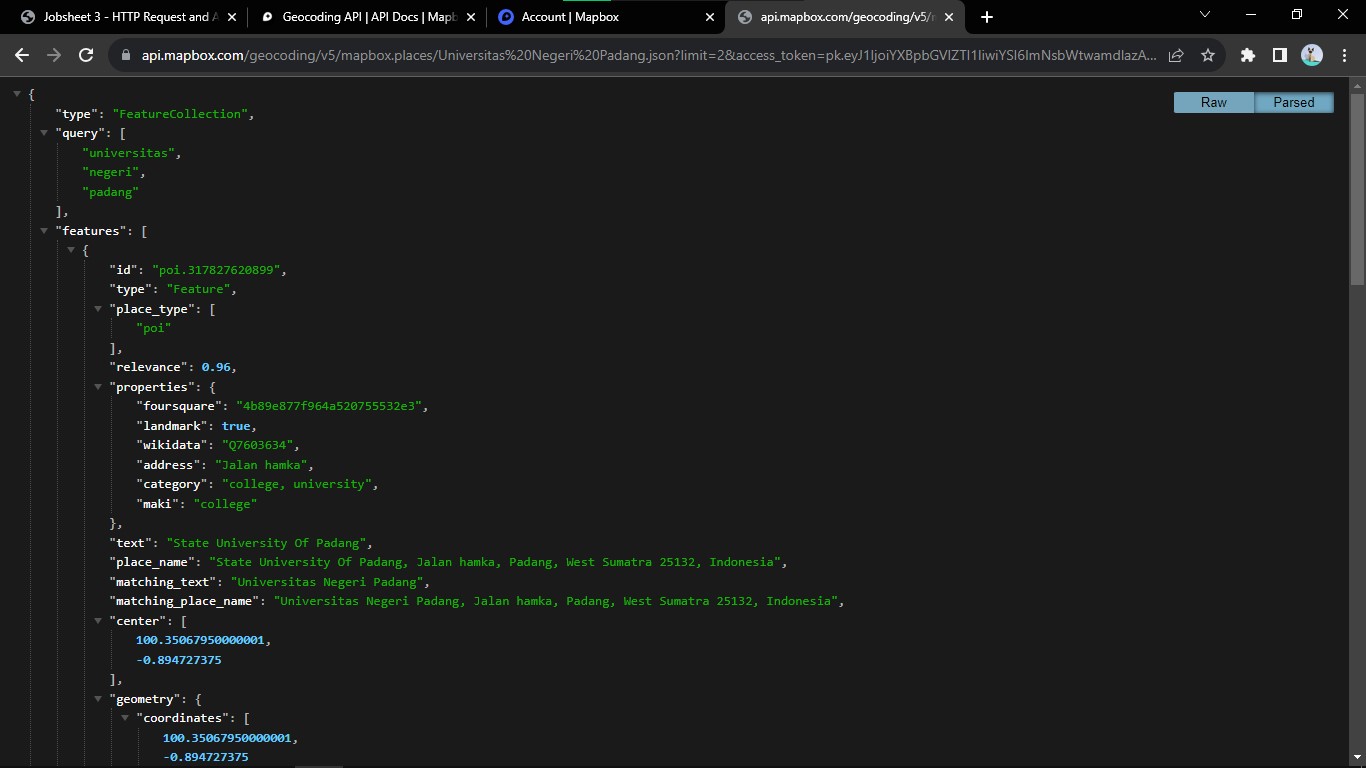 Jobsheet 3 - HTTP Request and A
Geocoding API | API Docs | Mapb
Account | Mapbox
api.mapbox.com/geocoding/v5/
api.mapbox.com/geocoding/v5/mapbox.places/Universitas%20Negeri%20Padang.json?limit=2&access_token=
Raw Parsed
{
"type": "FeatureCollection",
"query": [
"universitas",
"negeri",
"padang"
],
"features": [
{
"id": "poi.317827620899",
"type": "Feature",
"place_type": [
"poi"
],
"relevance": 0.96,
"properties": {
"foursquare": "4b89e877f964a520755532e3",
"landmark": true,
"wikidata": "Q7603634",
"address": "Jalan hamka",
"category": "college, university",
"maki": "college"
},
"text": "State University Of Padang",
"place_name": "State University Of Padang, Jalan hamka, Padang, West Sumatra 25132, Indonesia",
"matching_text": "Universitas Negeri Padang",
"matching_place_name": "Universitas Negeri Padang, Jalan hamka, Padang, West Sumatra 25132, Indonesia",
"center": [
100.35067950000001,
-0.894727375
],
"geometry": {
"coordinates": [
100.35067950000001,
-0.894727375